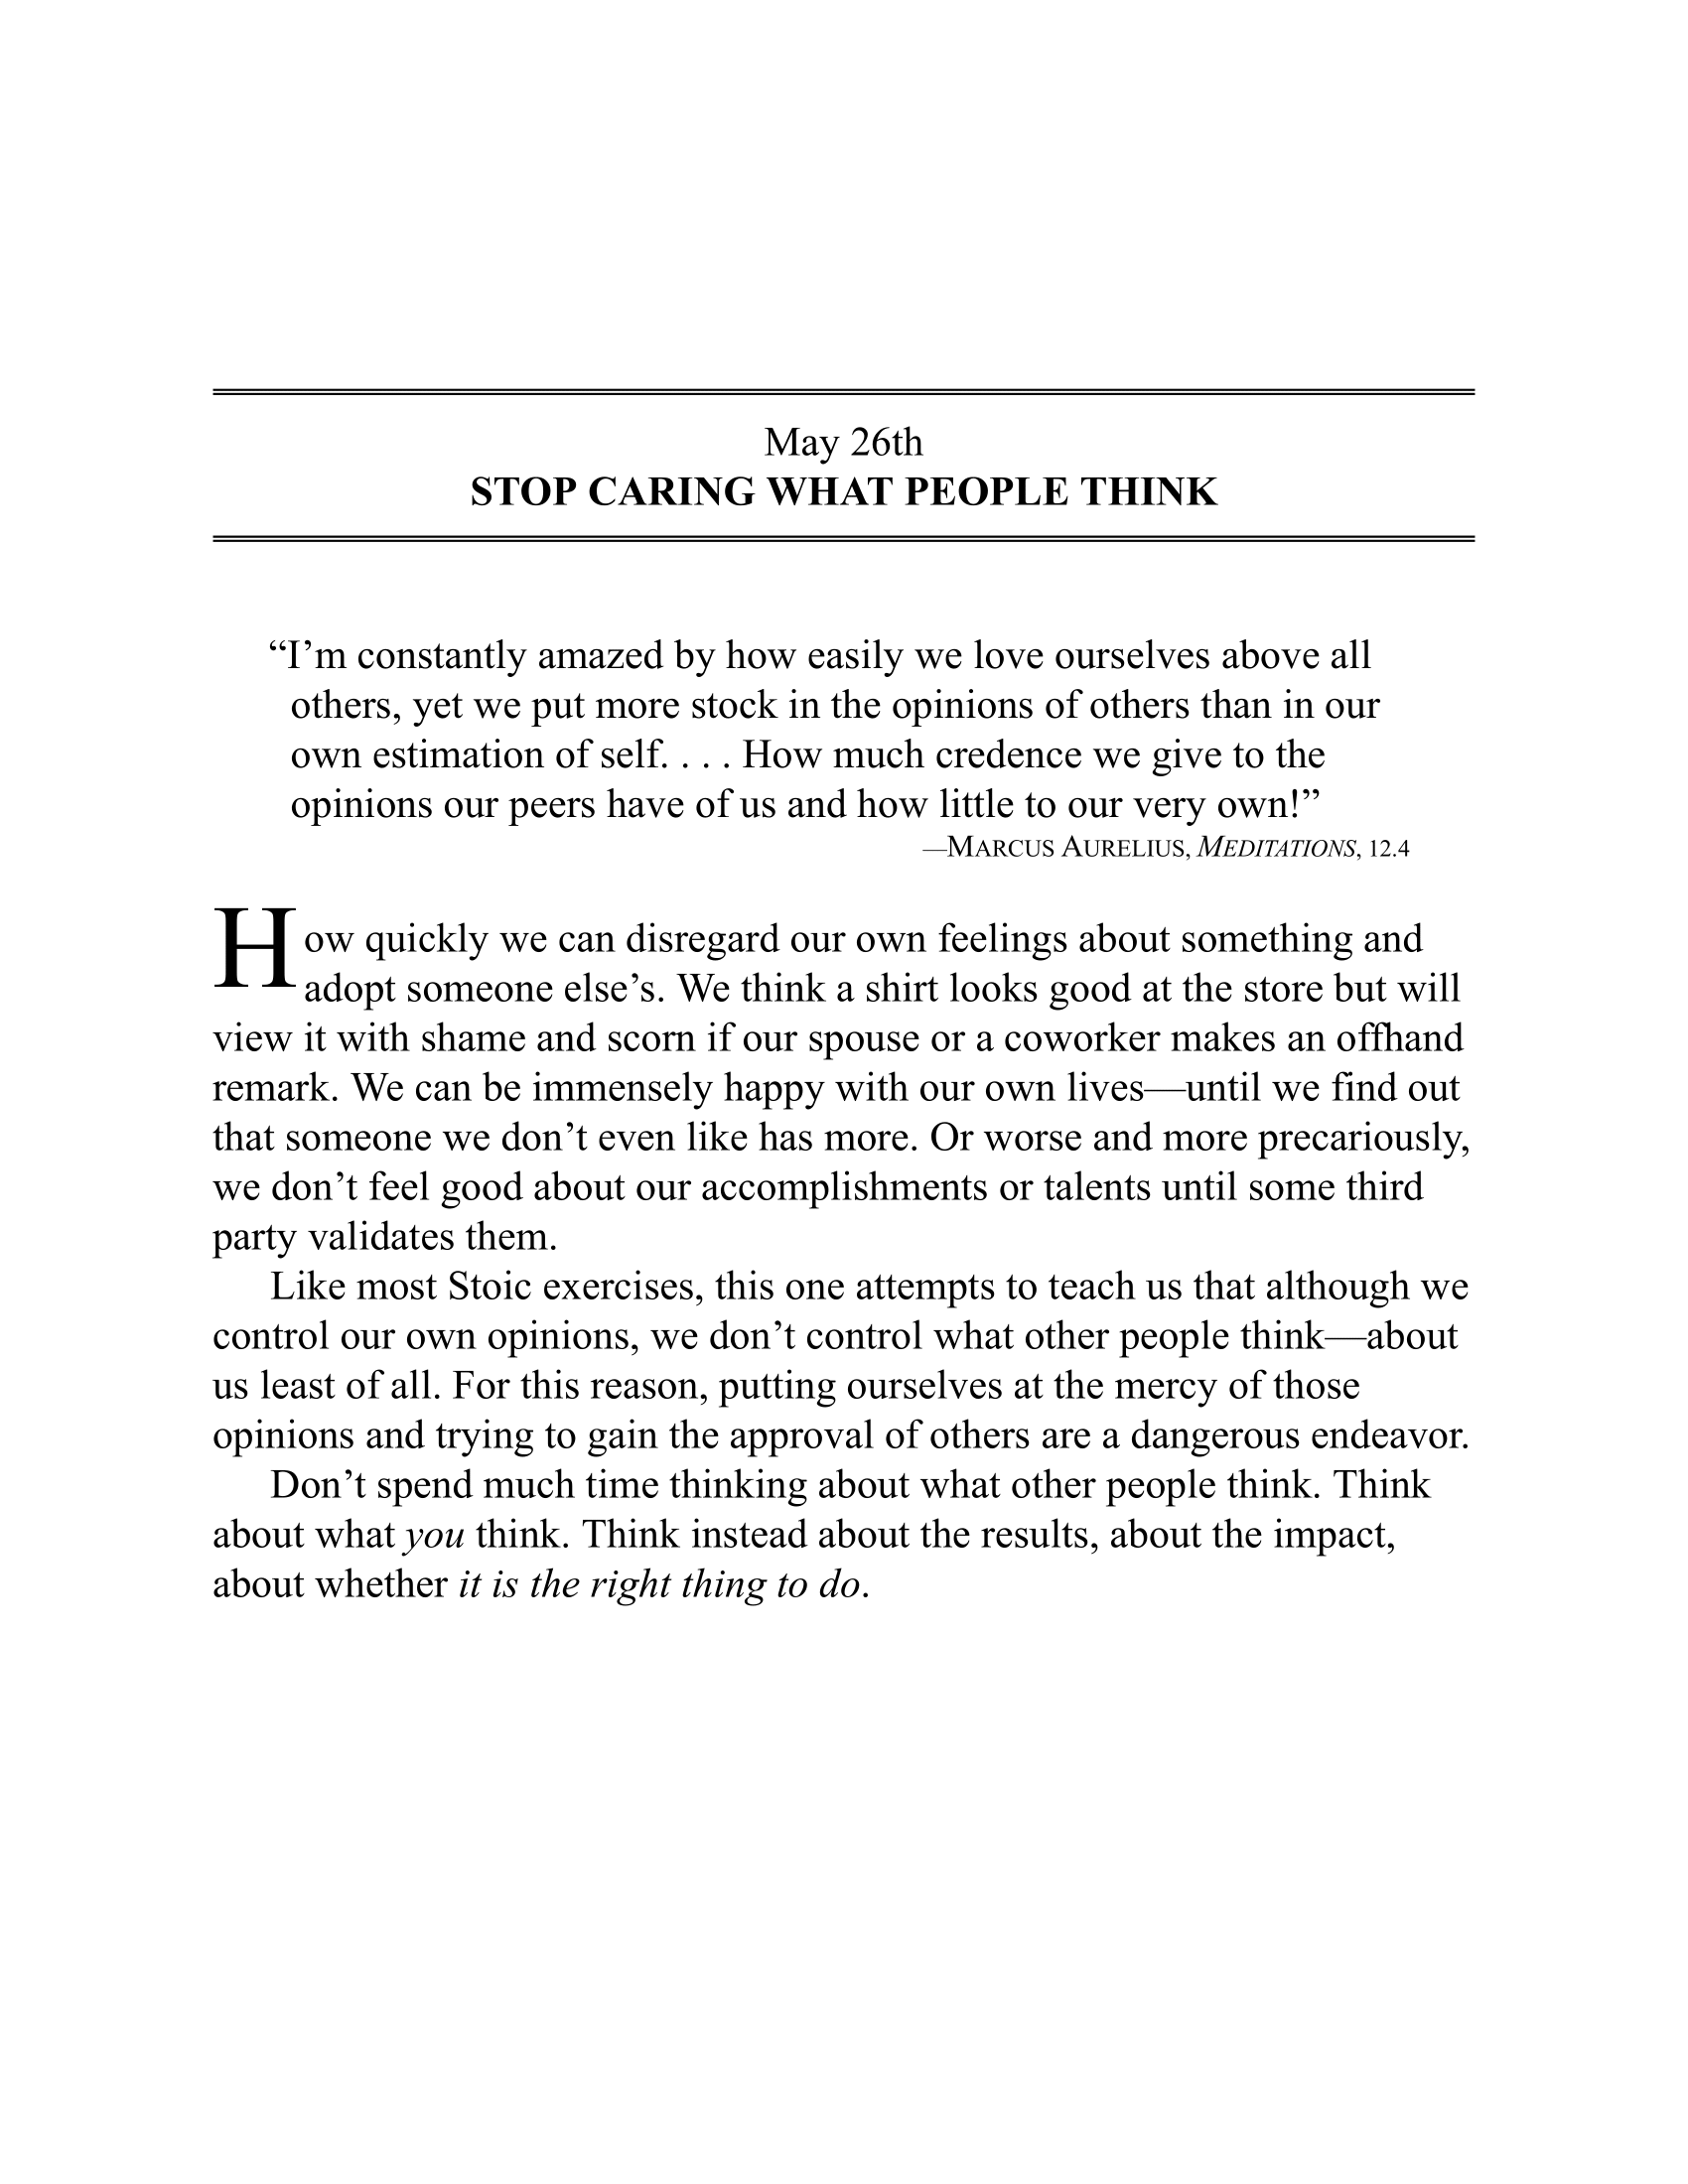 May 26th
STOP CARING WHAT PEOPLE THINK
“I’m constantly amazed by how easily we love ourselves above all
others, yet we put more stock in the opinions of others than in our
own estimation of self. . . . How much credence we give to the
opinions our peers have of us and how little to our very own!”
—MARCUS AURELIUS, MEDITATIONS, 12.4
How quickly we can disregard our own feelings about something and
adopt someone else’s. We think a shirt looks good at the store but will
view it with shame and scorn if our spouse or a coworker makes an offhand
remark. We can be immensely happy with our own lives—until we find out
that someone we don’t even like has more. Or worse and more precariously,
we don’t feel good about our accomplishments or talents until some third
party validates them.
Like most Stoic exercises, this one attempts to teach us that although we
control our own opinions, we don’t control what other people think—about
us least of all. For this reason, putting ourselves at the mercy of those
opinions and trying to gain the approval of others are a dangerous endeavor.
Don’t spend much time thinking about what other people think. Think
about what you think. Think instead about the results, about the impact,
about whether it is the right thing to do.